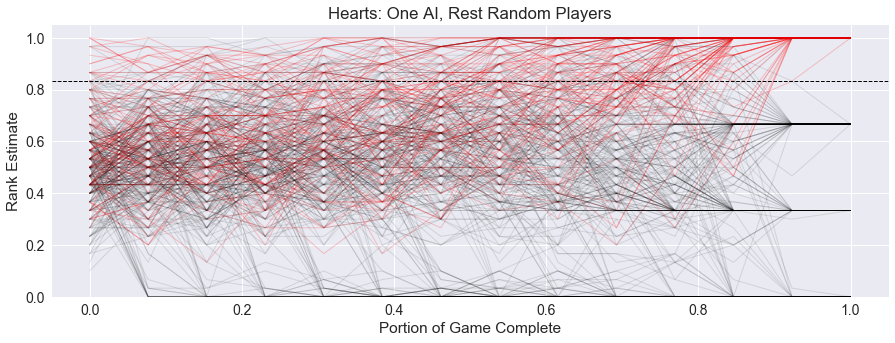 Hearts: One AI, Rest Random Players
Rank Estimate
1.0
0.8
0.6
0.4
0.2
0.0
0.0 0.2 0.4 0.6 0.8 1.0
Portion of Game Complete